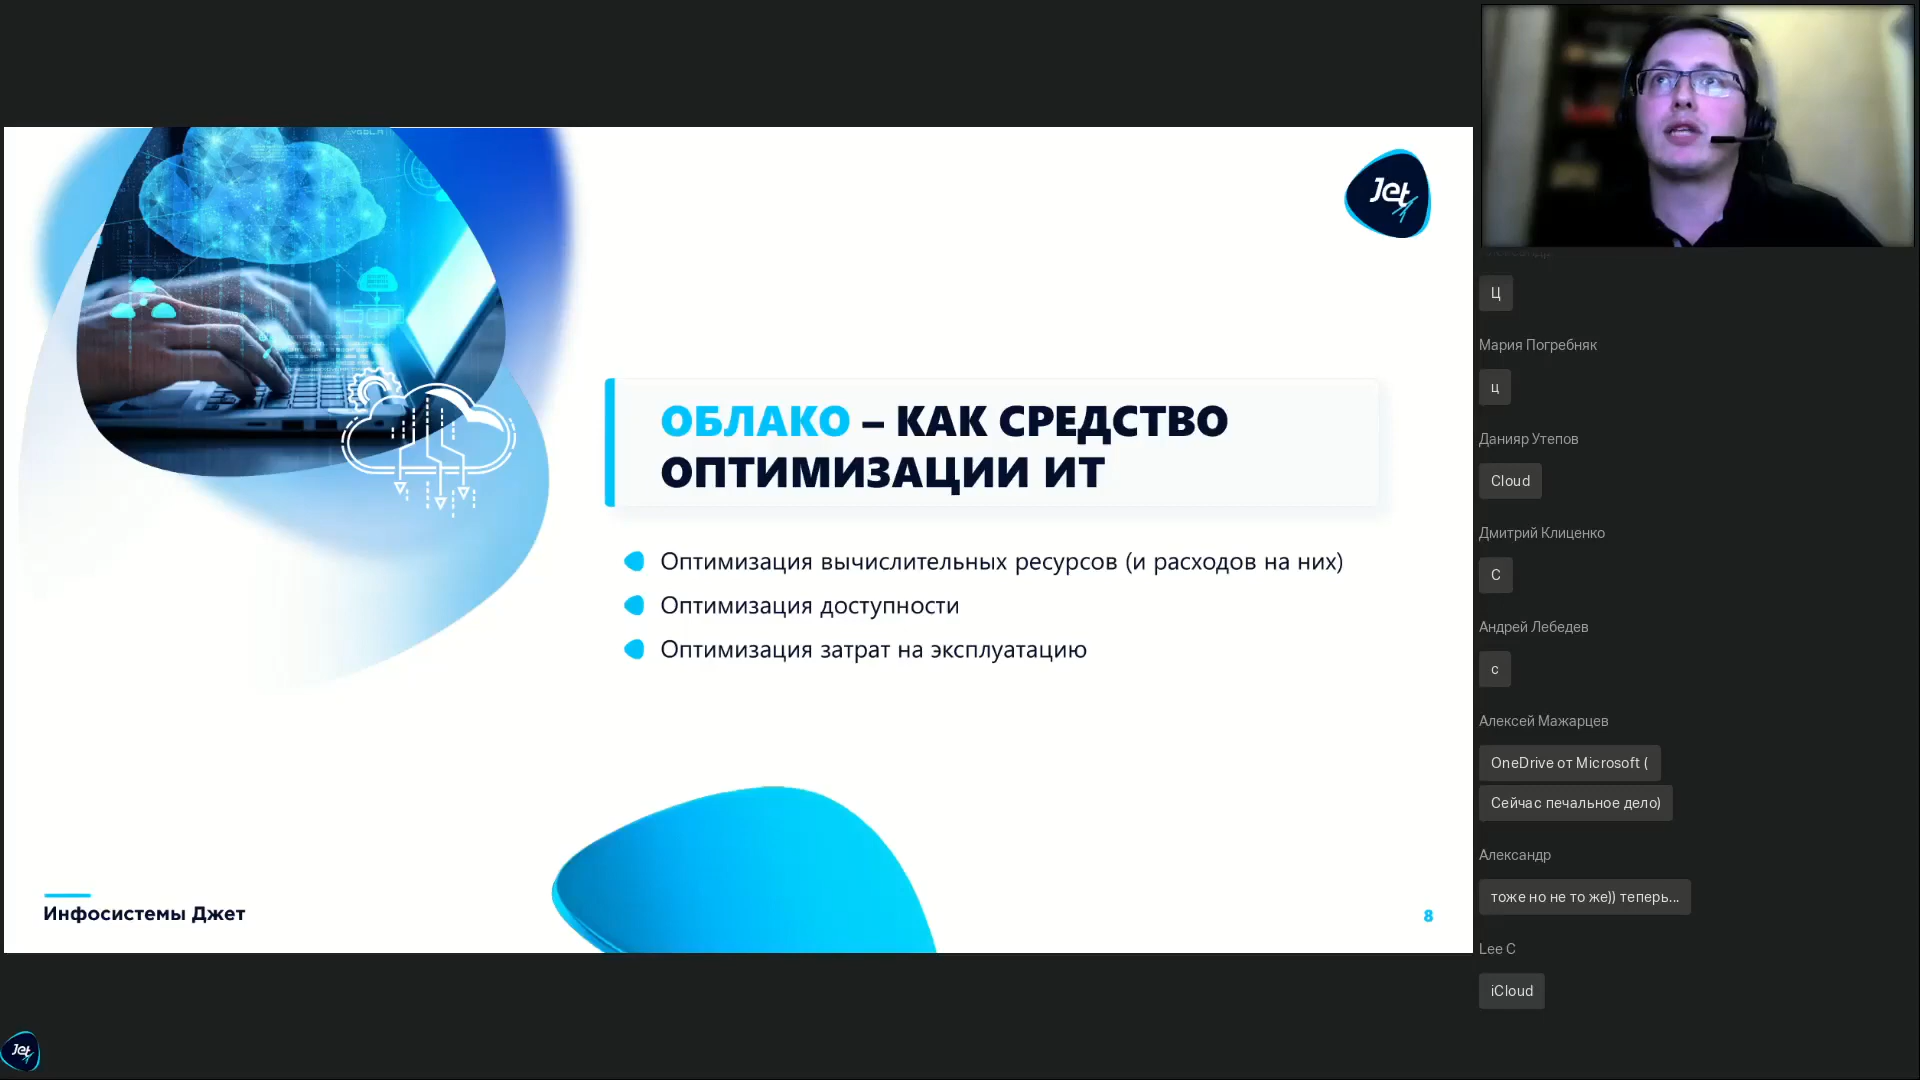 Jet
ОБЛАКО – КАК СРЕДСТВО
ОПТИМИЗАЦИИ ИТ
Оптимизация вычислительных ресурсов (и расходов на них)
Оптимизация доступности
Оптимизация затрат на эксплуатацию
Инфосистемы Джет
8
Jet
Ц
Мария Погребняк
ц
Данияр Утепов
Cloud
Дмитрий Клиценко
С
Андрей Лебедев
с
Алексей Мажарцев
OneDrive от Microsoft (
Сейчас печальное дело)
Александр
тоже но не то же)) теперь...
Lee C
iCloud